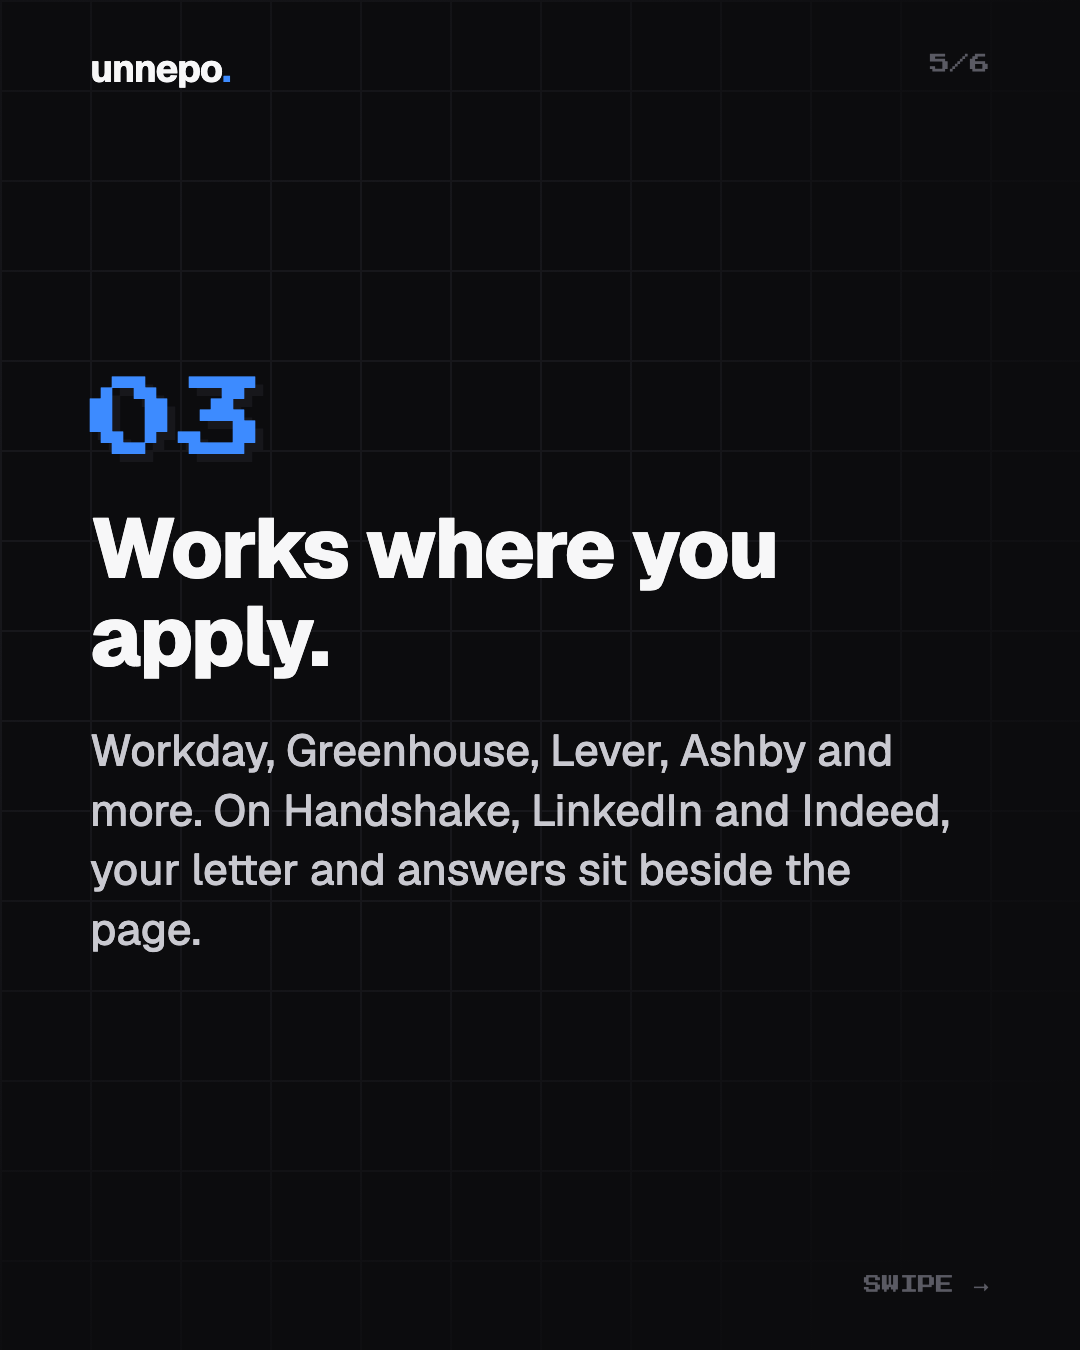 unnepo.
5/6
03
Works where you
apply.
Workday, Greenhouse, Lever, Ashby and
more. On Handshake, LinkedIn and Indeed,
your letter and answers sit beside the
page.
SWIPE →